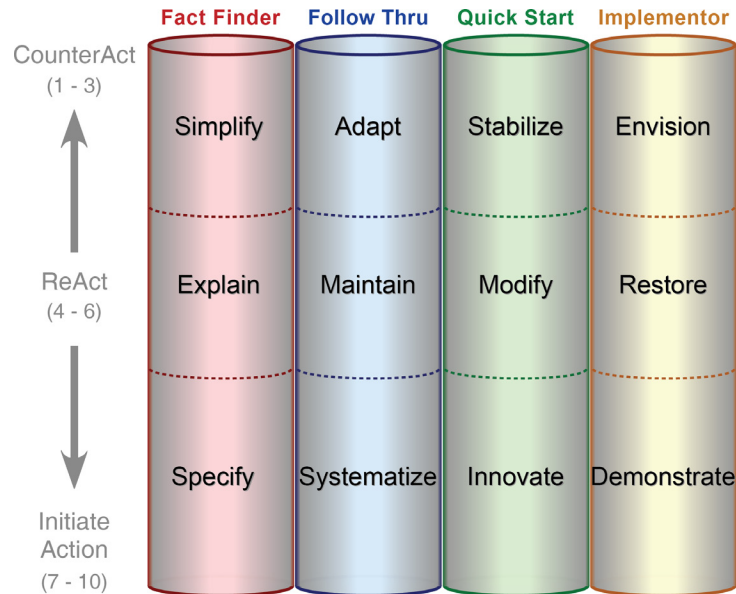 Fact Finder Follow Thru Quick Start Implementor
CounterAct
(1 - 3)
Simplify Adapt Stabilize Envision
ReAct
(4 - 6)
Explain Maintain Modify Restore
Specify Systematize Innovate Demonstrate
Initiate
Action
(7 - 10)